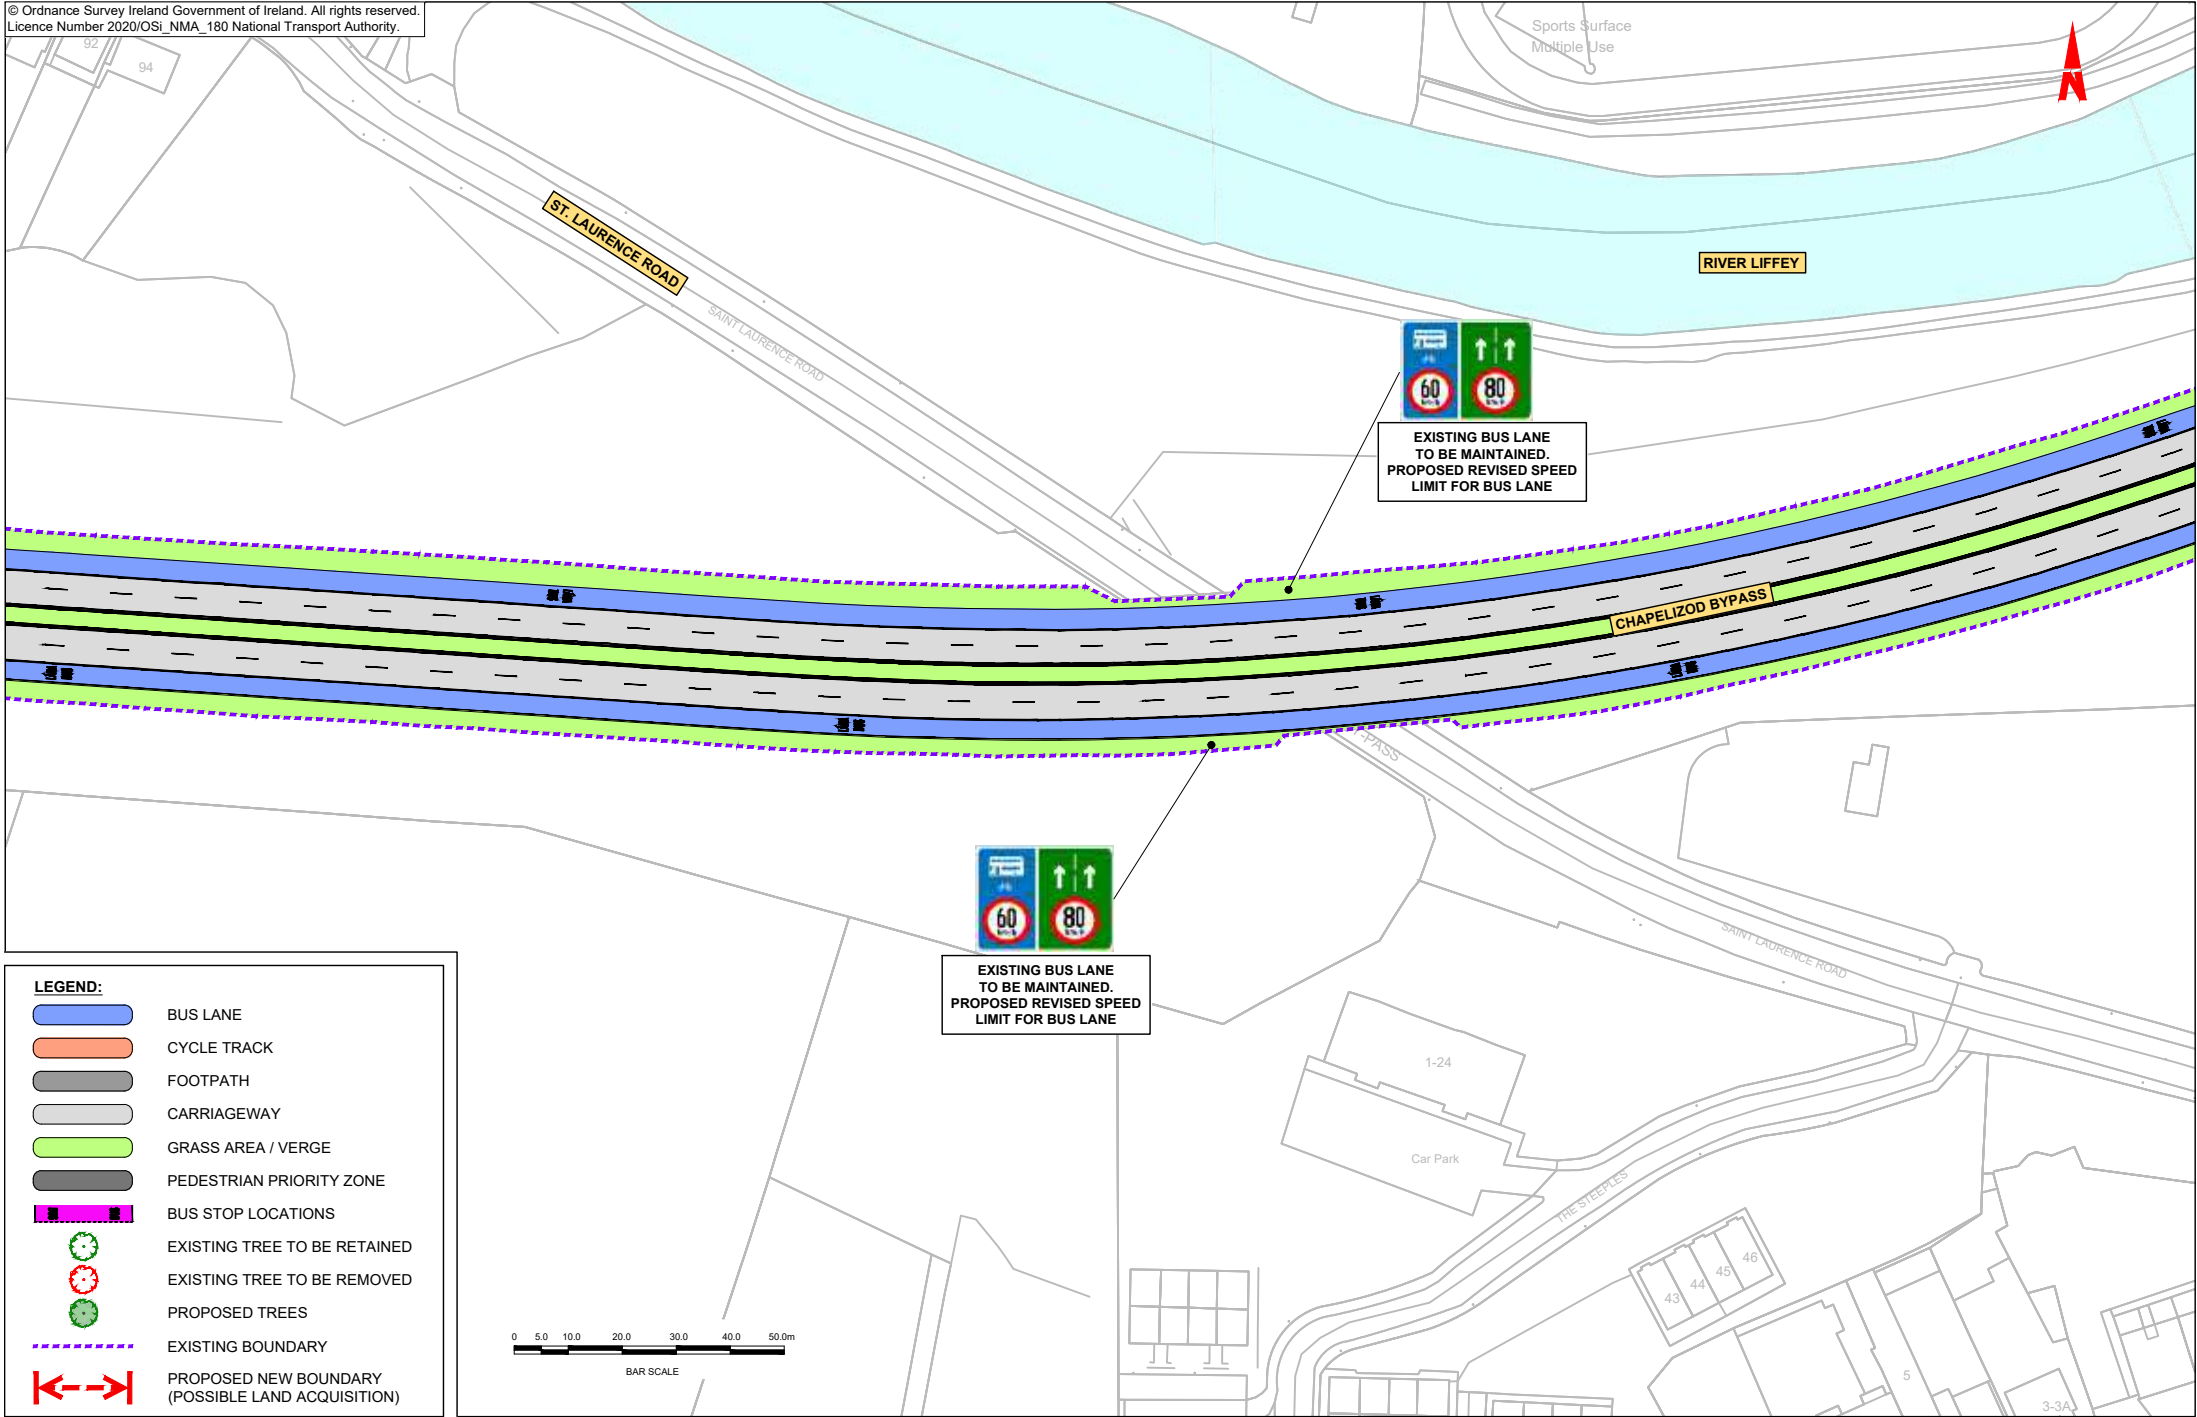 © Ordnance Survey Ireland Government of Ireland. All rights reserved.
Licence Number 2020/OSi_NMA_180 National Transport Authority.
92
94
Sports Surface
Multiple Use
N
ST. LAURENCE ROAD
SAINT LAURENCE ROAD
RIVER LIFFEY
60
80
EXISTING BUS LANE
TO BE MAINTAINED.
PROPOSED REVISED SPEED
LIMIT FOR BUS LANE
CHAPELIZOD BYPASS
Y-PASS
60
80
EXISTING BUS LANE
TO BE MAINTAINED.
PROPOSED REVISED SPEED
LIMIT FOR BUS LANE
SAINT LAURENCE ROAD
1-24
Car Park
THE STEEPLES
43
44
45
46
5
3-3A
LEGEND:
BUS LANE
CYCLE TRACK
FOOTPATH
CARRIAGEWAY
GRASS AREA / VERGE
PEDESTRIAN PRIORITY ZONE
BUS STOP LOCATIONS
EXISTING TREE TO BE RETAINED
EXISTING TREE TO BE REMOVED
PROPOSED TREES
EXISTING BOUNDARY
PROPOSED NEW BOUNDARY
(POSSIBLE LAND ACQUISITION)
0 5.0 10.0 20.0 30.0 40.0 50.0m
BAR SCALE